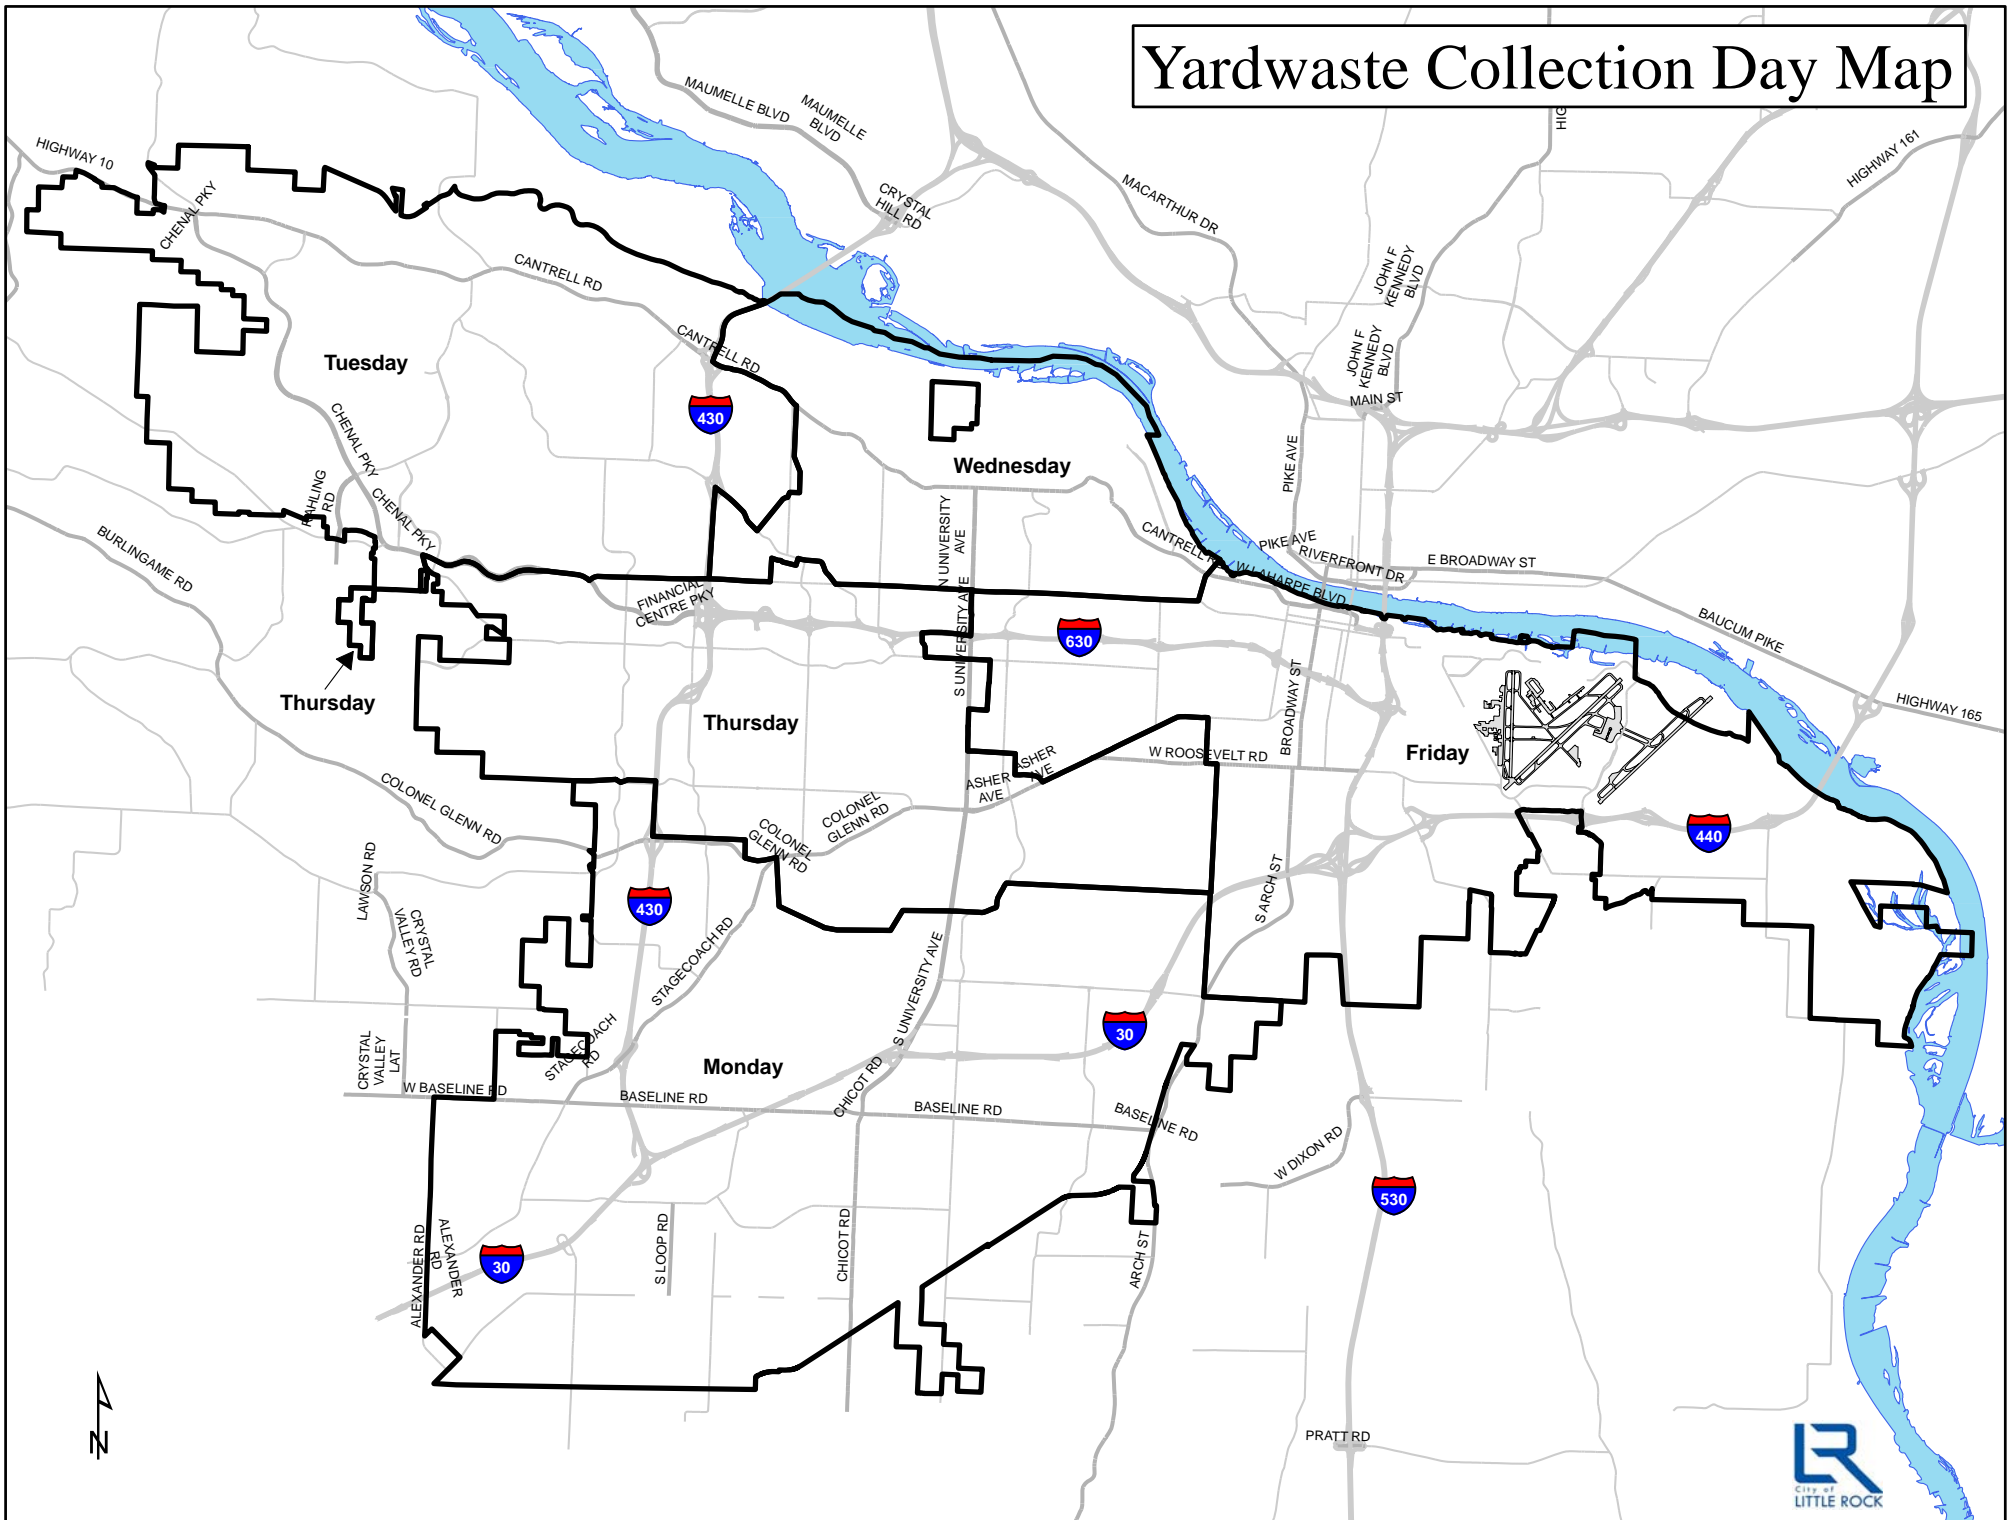 Yardwaste Collection Day Map
HIGHWAY 10
CHENAL PKY
MAUMELLE BLVD
MAUMELLE
BLVD
CRYSTAL
HILL RD
MACARTHUR DR
HIGHWAY 161
JOHN F
KENNEDY
BLVD
JOHN F
KENNEDY
BLVD
MAIN ST
CANTRELL RD
CANTRELL RD
Tuesday
430
CHENAL PKY
CHENAL PKY
RD
BURLINGAME RD
Wednesday
N UNIVERSITY
AVE
PIKE AVE
PIKE AVE
RIVERFRONT DR
E BROADWAY ST
CANTRELL RD
W LAHARPE BLVD
BAUCUM PIKE
HIGHWAY 165
FINANCIAL
CENTRE PKY
630
S UNIVERSITY AVE
BROADWAY ST
Thursday
Thursday
Friday
W ROOSEVELT RD
ASHER
AVE
ASHER
AVE
COLONEL GLENN RD
COLONEL
GLENN RD
COLONEL
GLENN RD
440
LAWSON RD
CRYSTAL
VALLEY RD
430
STAGECOACH RD
S ARCH ST
S UNIVERSITY AVE
CRYSTAL
VALLEY
LAT
STAGECOACH
RD
30
Monday
CHICOT RD
W BASELINE RD
BASELINE RD
BASELINE RD
BASELINE RD
W DIXON RD
530
ALEXANDER RD
ALEXANDER
RD
30
S LOOP RD
CHICOT RD
ARCH ST
PRATT RD
N
LR
City of
LITTLE ROCK